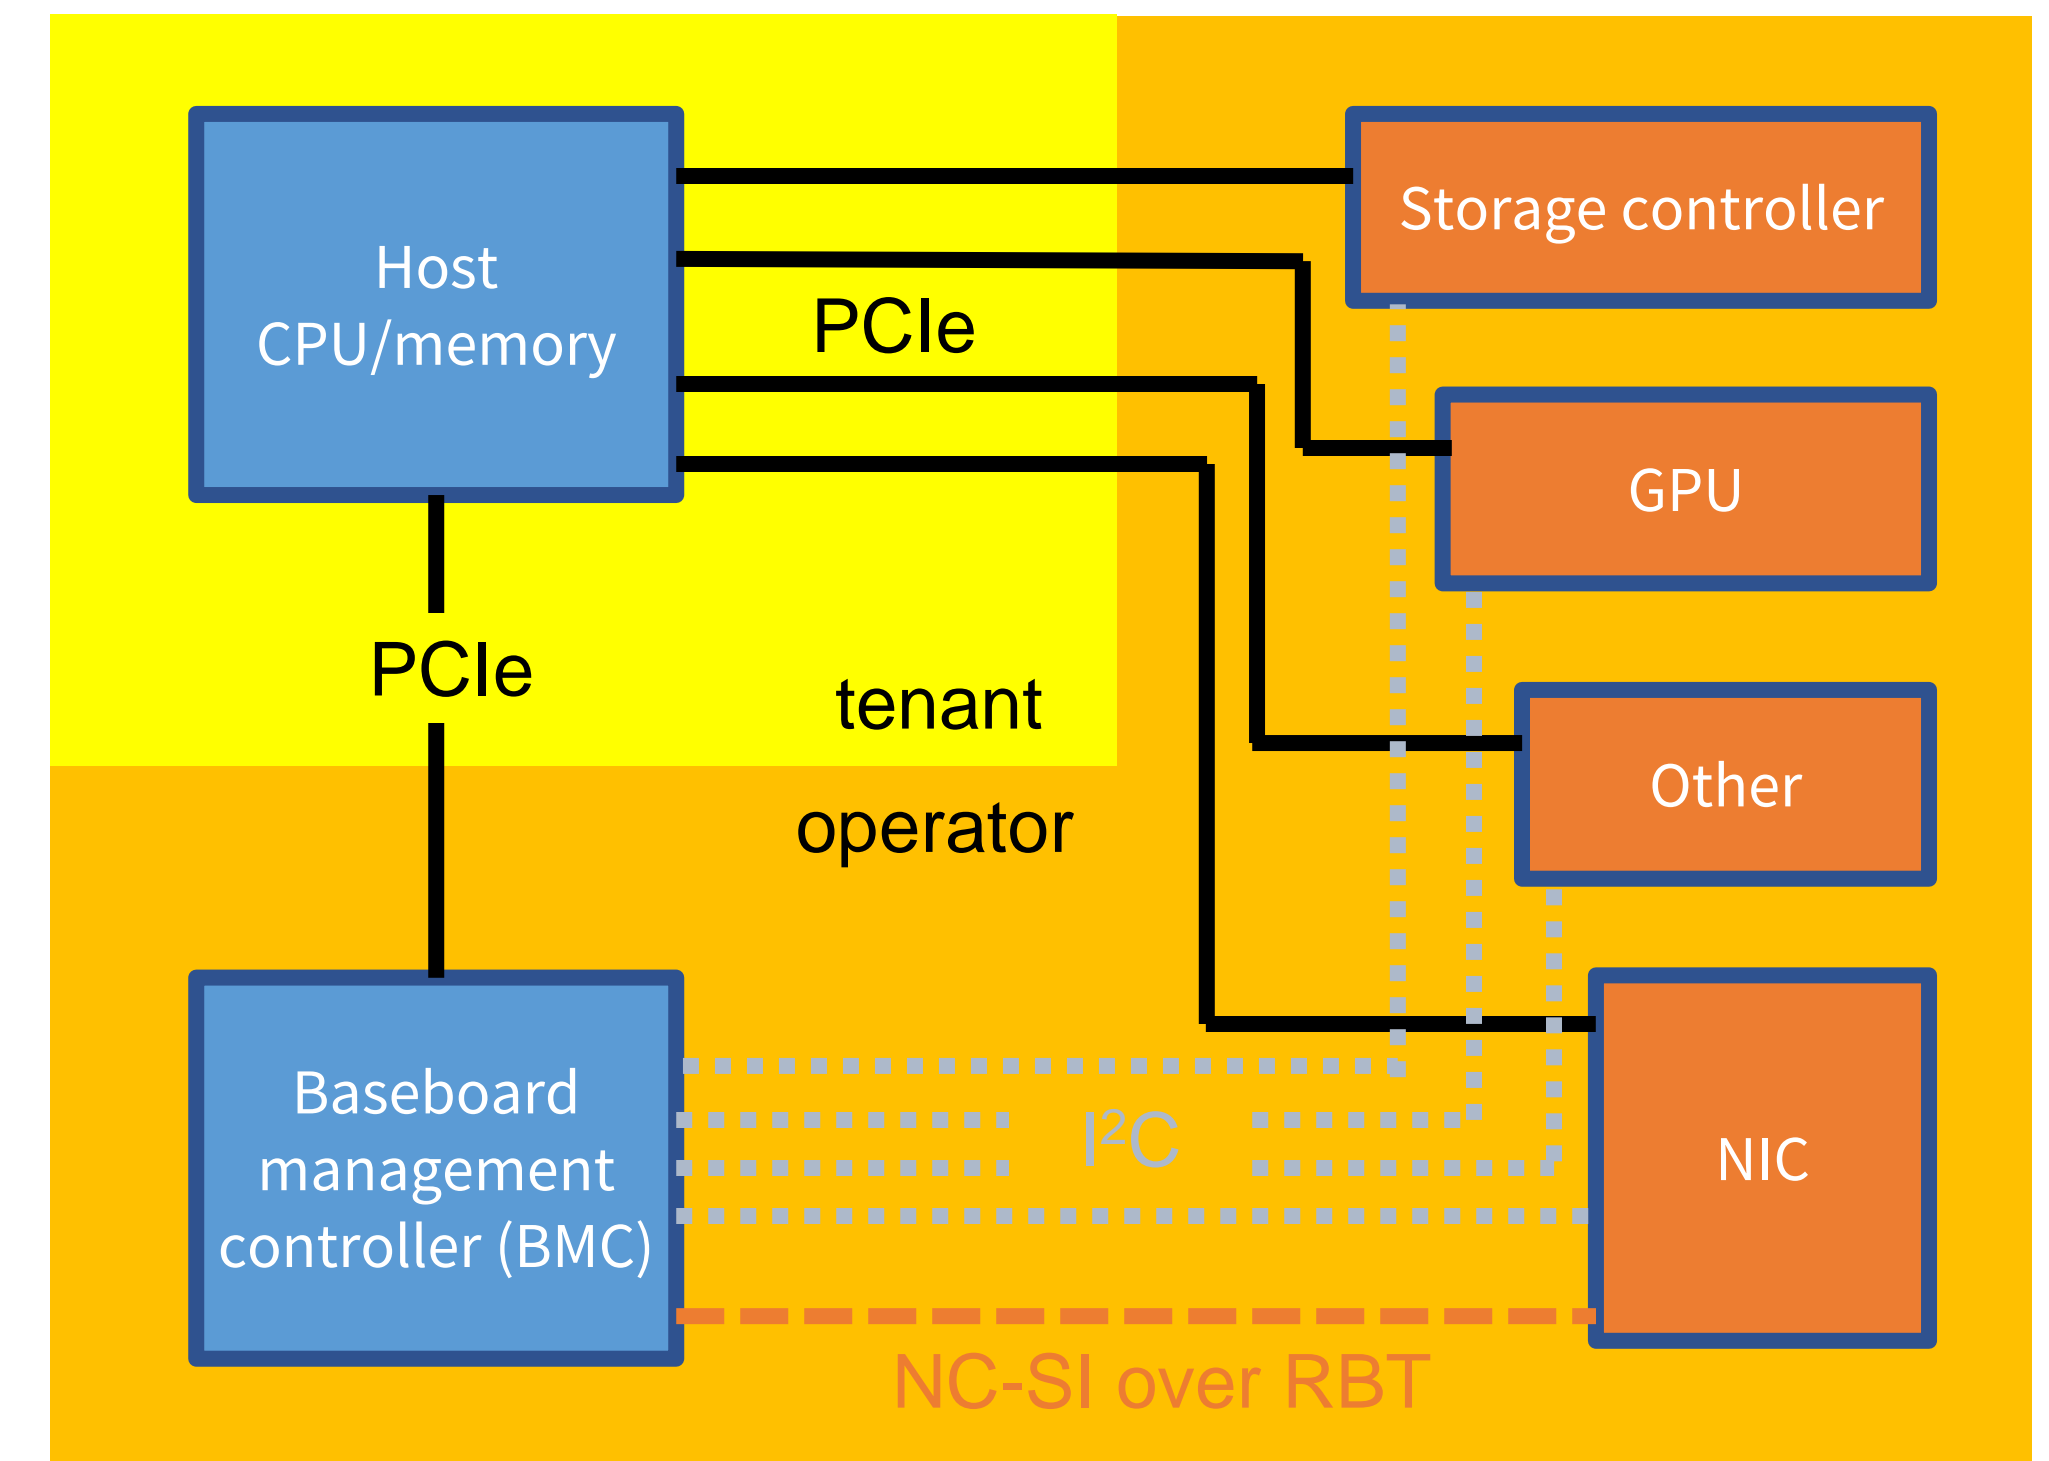 Host
CPU/memory
Storage controller
PCIe
GPU
PCIe
tenant
Other
operator
Baseboard
management
controller (BMC)
I²C
NIC
NC-SI over RBT